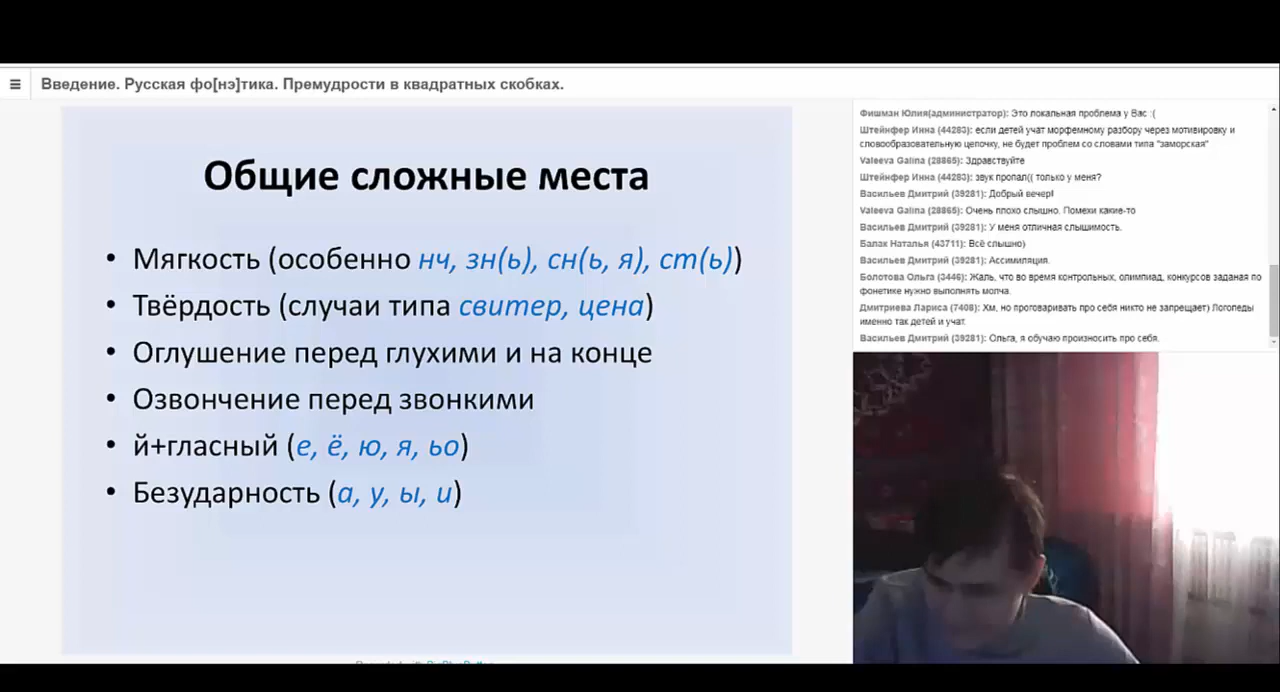 Введение. Русская фо[нэ]тика. Премудрости в квадратных скобках.
Общие сложные места
• Мягкость (особенно нч, зн(ь), сн(ь, я), ст(ь))
• Твёрдость (случаи типа свитер, цена)
• Оглушение перед глухими и на конце
• Озвончение перед звонкими
• й+гласный (е, ё, ю, я, ьо)
• Безударность (а, у, ы, и)
Фишман Юлия(администратор): Это локальная проблема у Вас :(
Штейнфер Инна (44283): если детей учат морфемному разбору через мотивировку и
словообразовательную цепочку, не будет проблем со словами типа "заморская"
Valeeva Galina (28865): Здравствуйте
Штейнфер Инна (44283): звук пропал(( только у меня?
Васильев Дмитрий (39281): Добрый вечер!
Valeeva Galina (28865): Очень плохо слышно. Помехи какие-то
Васильев Дмитрий (39281): У меня отличная слышимость.
Балак Наталья (43711): Всё слышно)
Васильев Дмитрий (39281): Ассимиляция.
Болотова Ольга (3446): Жаль, что во время контрольных, олимпиад, конкурсов заданая по
фонетике нужно выполнять молча.
Дмитриева Лариса (7408): Хм, но проговаривать про себя никто не запрещает) Логопеды
именно так детей и учат.
Васильев Дмитрий (39281): Ольга, я обучаю произносить про себя.